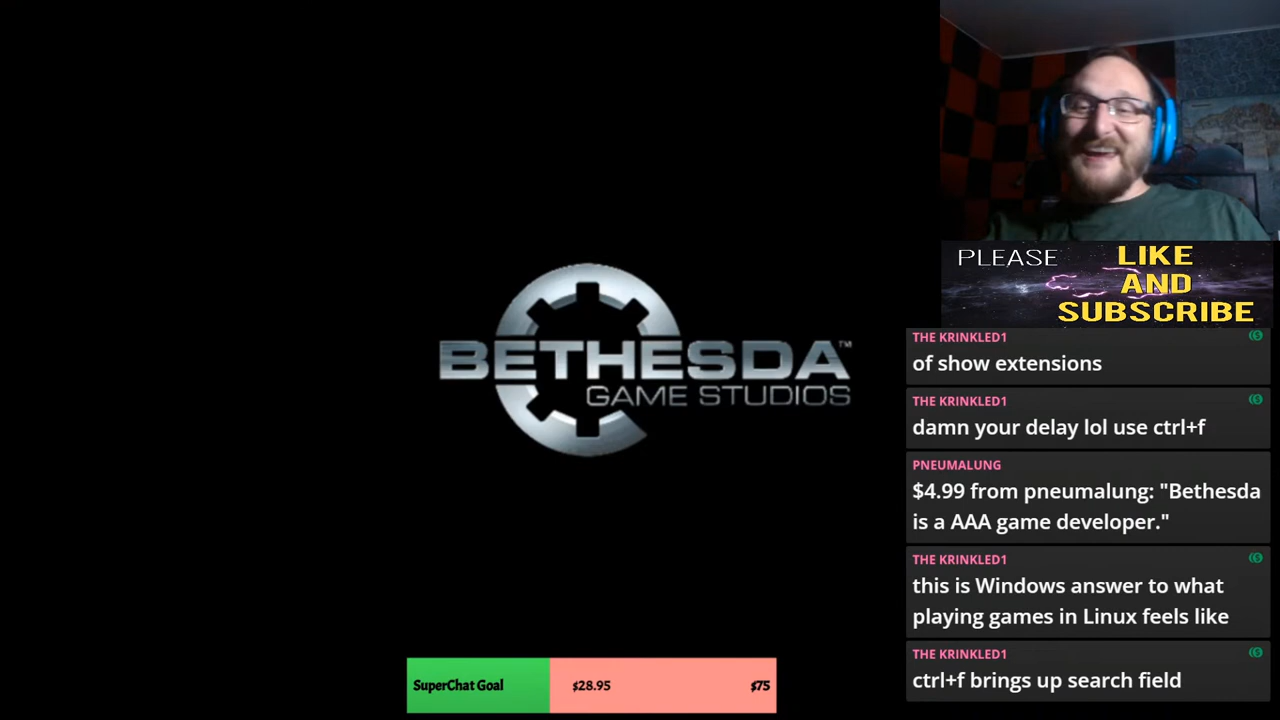 BETHESDA™
GAME STUDIOS
PLEASE
LIKE
AND
SUBSCRIBE
THE KRINKLED1
of show extensions
THE KRINKLED1
damn your delay lol use ctrl+f
PNEUMALUNG
$4.99 from pneumalung: "Bethesda
is a AAA game developer."
THE KRINKLED1
this is Windows answer to what
playing games in Linux feels like
THE KRINKLED1
ctrl+f brings up search field
SuperChat Goal $28.95 $75